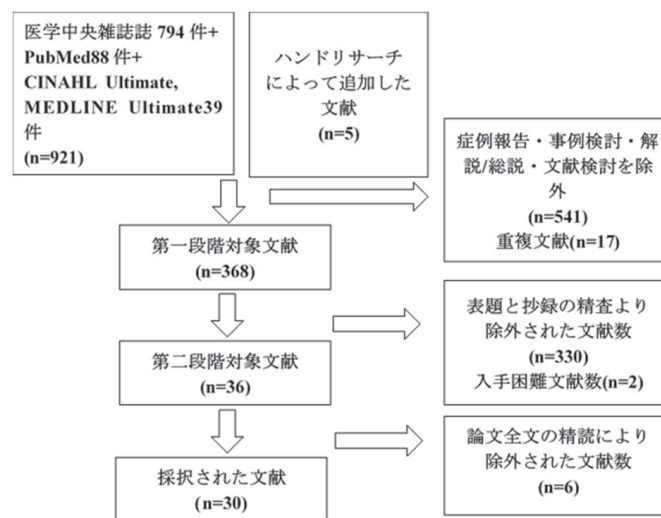 医学中央雑誌誌 794 件+
PubMed88 件+
CINAHL Ultimate,
MEDLINE Ultimate39
件
(n=921)
ハンドリサーチ
によって追加した
文献
(n=5)
症例報告・事例検討・解
説/総説・文献検討を除
外
(n=541)
重複文献(n=17)
第一段階対象文献
(n=368)
表題と抄録の精査より
除外された文献数
(n=330)
入手困難文献数(n=2)
第二段階対象文献
(n=36)
論文全文の精読により
除外された文献数
(n=6)
採択された文献
(n=30)